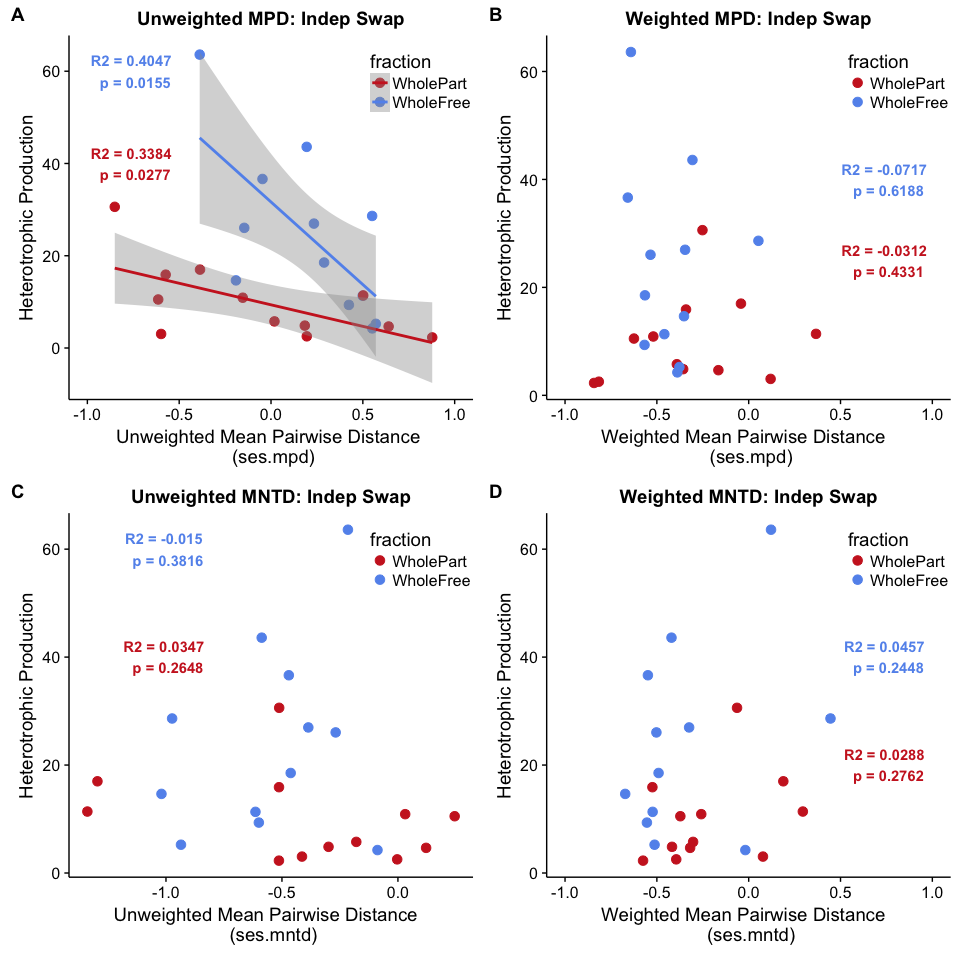 A
Unweighted MPD: Indep Swap
R2 = 0.4047
p = 0.0155
R2 = 0.3384
p = 0.0277
fraction
WholePart
WholeFree
Heterotrophic Production
60
40
20
0
-1.0 -0.5 0.0 0.5 1.0
Unweighted Mean Pairwise Distance
(ses.mpd)
B
Weighted MPD: Indep Swap
fraction
WholePart
WholeFree
R2 = -0.0717
p = 0.6188
R2 = -0.0312
p = 0.4331
Heterotrophic Production
60
40
20
0
-1.0 -0.5 0.0 0.5 1.0
Weighted Mean Pairwise Distance
(ses.mpd)
C
Unweighted MNTD: Indep Swap
R2 = -0.015
p = 0.3816
R2 = 0.0347
p = 0.2648
fraction
WholePart
WholeFree
Heterotrophic Production
60
40
20
0
-1.0 -0.5 0.0
Unweighted Mean Pairwise Distance
(ses.mntd)
D
Weighted MNTD: Indep Swap
fraction
WholePart
WholeFree
R2 = 0.0457
p = 0.2448
R2 = 0.0288
p = 0.2762
Heterotrophic Production
60
40
20
0
-1.0 -0.5 0.0 0.5 1.0
Weighted Mean Pairwise Distance
(ses.mntd)